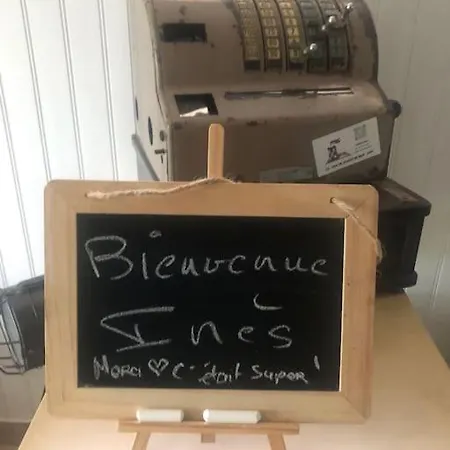 Bienvenue
Inès
Merci ♡ C'était super!